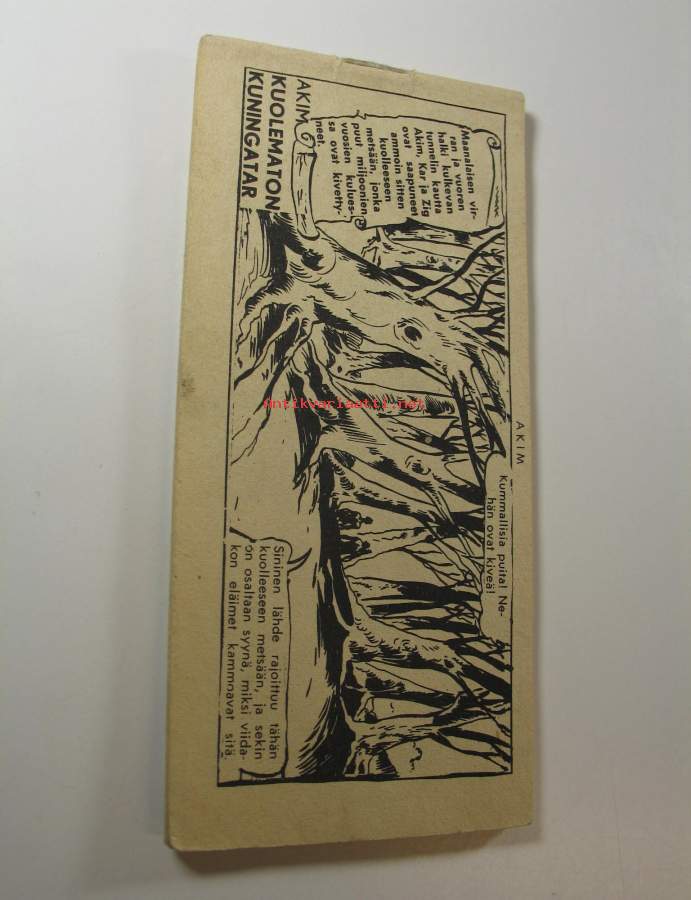 AKIM
(Maanalaisen vir-
ran ja vuoren
halki kulkevan
tunnelin kautta
Akim, Kar ja Zig
ovat saapuneet
ammoin sitten
kuolleeseen
metsään, jonka
puut miljoonien
vuosien kulues-
sa ovat kivetty-
neet.
AKIM
KUOLEMATON
KUNINGATAR
Kummallisia puita! Ne-
hän ovat kiveä!
Sininen lähde rajoittuu tähän
kuolleeseen metsään, ja sekin
on osaltaan syynä, miksi viida-
kon eläimet kammoavat sitä.
antikvariaatti.net